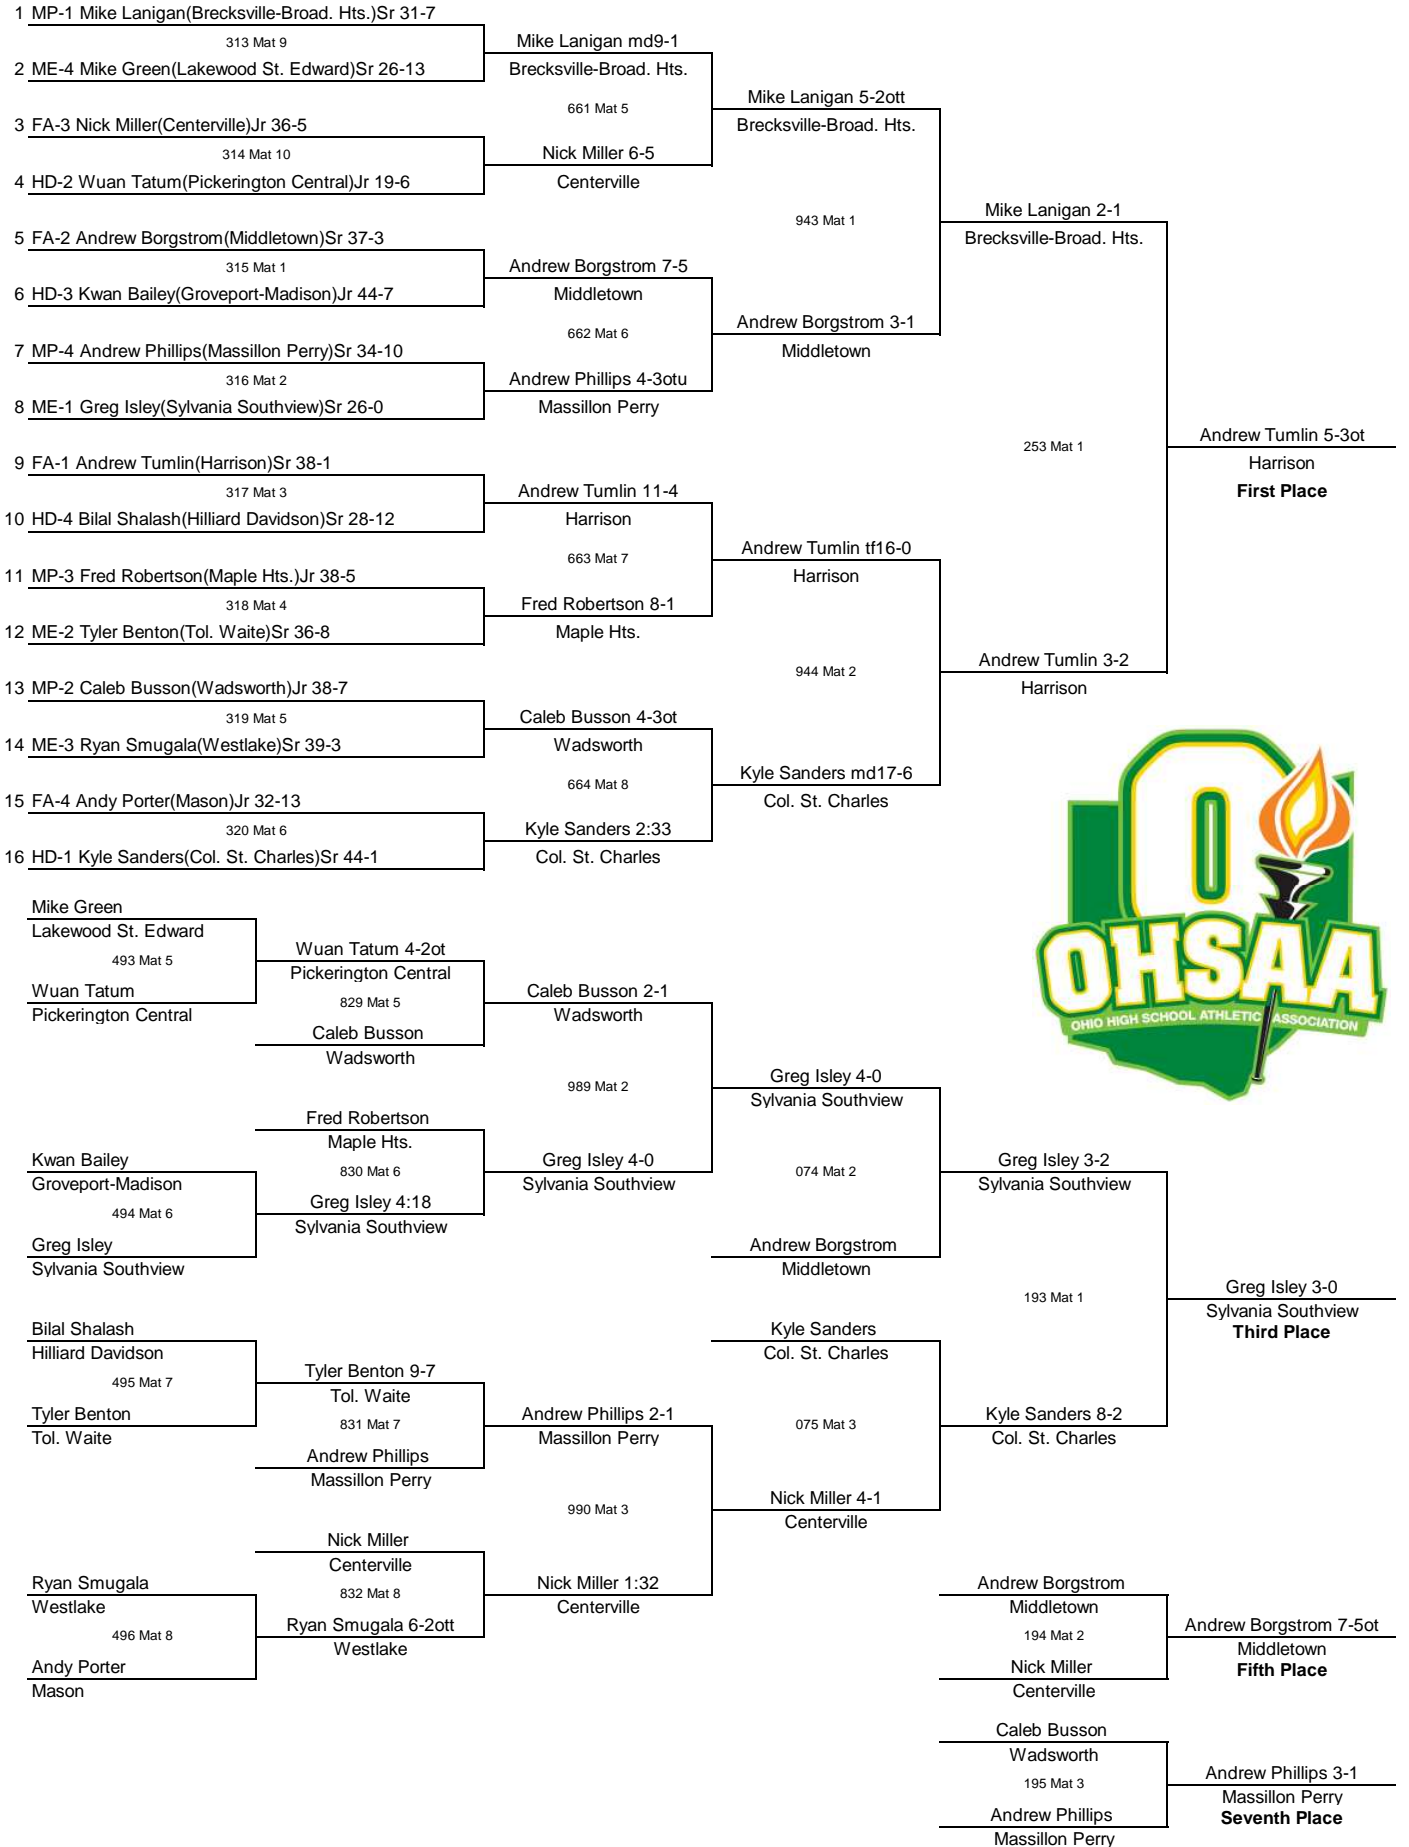 1 MP-1 Mike Lanigan(Brecksville-Broad. Hts.)Sr 31-7
313 Mat 9
2 ME-4 Mike Green(Lakewood St. Edward)Sr 26-13
Mike Lanigan md9-1
Brecksville-Broad. Hts.
661 Mat 5
3 FA-3 Nick Miller(Centerville)Jr 36-5
314 Mat 10
4 HD-2 Wuan Tatum(Pickerington Central)Jr 19-6
Nick Miller 6-5
Centerville
Mike Lanigan 5-2ott
Brecksville-Broad. Hts.
943 Mat 1
5 FA-2 Andrew Borgstrom(Middletown)Sr 37-3
315 Mat 1
6 HD-3 Kwan Bailey(Groveport-Madison)Jr 44-7
Andrew Borgstrom 7-5
Middletown
662 Mat 6
7 MP-4 Andrew Phillips(Massillon Perry)Sr 34-10
316 Mat 2
8 ME-1 Greg Isley(Sylvania Southview)Sr 26-0
Andrew Phillips 4-3otu
Massillon Perry
Andrew Borgstrom 3-1
Middletown
Mike Lanigan 2-1
Brecksville-Broad. Hts.
253 Mat 1
9 FA-1 Andrew Tumlin(Harrison)Sr 38-1
317 Mat 3
10 HD-4 Bilal Shalash(Hilliard Davidson)Sr 28-12
Andrew Tumlin 11-4
Harrison
663 Mat 7
11 MP-3 Fred Robertson(Maple Hts.)Jr 38-5
318 Mat 4
12 ME-2 Tyler Benton(Tol. Waite)Sr 36-8
Fred Robertson 8-1
Maple Hts.
Andrew Tumlin tf16-0
Harrison
944 Mat 2
13 MP-2 Caleb Busson(Wadsworth)Jr 38-7
319 Mat 5
14 ME-3 Ryan Smugala(Westlake)Sr 39-3
Caleb Busson 4-3ot
Wadsworth
664 Mat 8
15 FA-4 Andy Porter(Mason)Jr 32-13
320 Mat 6
16 HD-1 Kyle Sanders(Col. St. Charles)Sr 44-1
Kyle Sanders 2:33
Col. St. Charles
Kyle Sanders md17-6
Col. St. Charles
Andrew Tumlin 3-2
Harrison
Andrew Tumlin 5-3ot
Harrison
First Place
O
OHSAA
OHIO HIGH SCHOOL ATHLETIC ASSOCIATION
Mike Green
Lakewood St. Edward
493 Mat 5
Wuan Tatum
Pickerington Central
Wuan Tatum 4-2ot
Pickerington Central
829 Mat 5
Caleb Busson
Wadsworth
Caleb Busson 2-1
Wadsworth
989 Mat 2
Fred Robertson
Maple Hts.
830 Mat 6
Kwan Bailey
Groveport-Madison
494 Mat 6
Greg Isley
Sylvania Southview
Greg Isley 4:18
Sylvania Southview
Greg Isley 4-0
Sylvania Southview
Greg Isley 4-0
Sylvania Southview
074 Mat 2
Andrew Borgstrom
Middletown
Greg Isley 3-2
Sylvania Southview
193 Mat 1
Bilal Shalash
Hilliard Davidson
495 Mat 7
Tyler Benton
Tol. Waite
Tyler Benton 9-7
Tol. Waite
831 Mat 7
Andrew Phillips
Massillon Perry
Andrew Phillips 2-1
Massillon Perry
990 Mat 3
Nick Miller
Centerville
832 Mat 8
Ryan Smugala
Westlake
496 Mat 8
Andy Porter
Mason
Ryan Smugala 6-2ott
Westlake
Nick Miller 1:32
Centerville
Kyle Sanders
Col. St. Charles
075 Mat 3
Nick Miller 4-1
Centerville
Kyle Sanders 8-2
Col. St. Charles
Greg Isley 3-0
Sylvania Southview
Third Place
Andrew Borgstrom
Middletown
194 Mat 2
Nick Miller
Centerville
Andrew Borgstrom 7-5ot
Middletown
Fifth Place
Caleb Busson
Wadsworth
195 Mat 3
Andrew Phillips
Massillon Perry
Andrew Phillips 3-1
Massillon Perry
Seventh Place